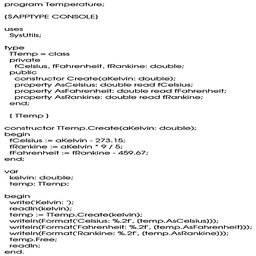 program Temperature;

{$APPTYPE CONSOLE}

uses
  SysUtils;

type
  TTemp = class
  private
    fCelsius, fFahrenheit, fRankine: double;
  public
    constructor Create(aKelvin: double);
    property AsCelsius: double read fCelsius;
    property AsFahrenheit: double read fFahrenheit;
    property AsRankine: double read fRankine;
  end;

  { TTemp }

constructor TTemp.Create(aKelvin: double);
begin
  fCelsius := aKelvin - 273.15;
  fRankine := aKelvin * 9 / 5;
  fFahrenheit := fRankine - 459.67;
end;

var
  kelvin: double;
  temp: TTemp;

begin
  write('Kelvin: ');
  readln(kelvin);
  temp := TTemp.Create(kelvin);
  writeln(Format('Celsius: %.2f', [temp.AsCelsius]));
  writeln(Format('Fahrenheit: %.2f', [temp.AsFahrenheit]));
  writeln(Format('Rankine: %.2f', [temp.AsRankine]));
  temp.Free;
  readln;
end.